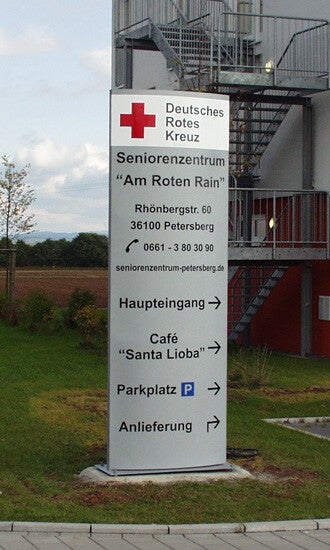 Deutsches
Rotes
Kreuz
Seniorenzentrum
"Am Roten Rain"
Rhönbergstr. 60
36100 Petersberg
0661 - 3 80 30 90
seniorenzentrum-petersberg.de
Haupteingang
Café
"Santa Lioba"
Parkplatz P
Anlieferung